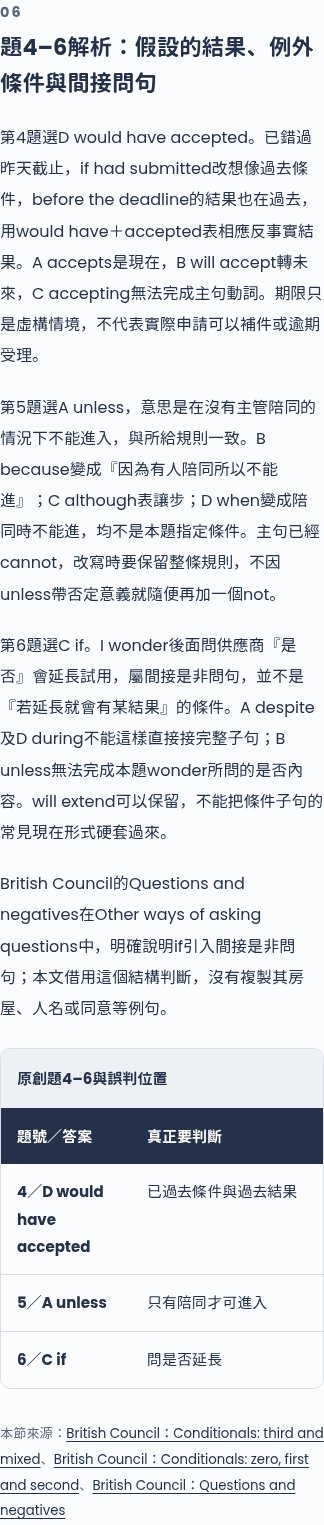 06
題4–6解析：假設的結果、例外
條件與間接問句
第4題選D would have accepted。已錯過
昨天截止，if had submitted改想像過去條
件，before the deadline的結果也在過去，
用would have＋accepted表相應反事實結
果。A accepts是現在，B will accept轉未
來，C accepting無法完成主句動詞。期限只
是虛構情境，不代表實際申請可以補件或逾期
受理。
第5題選A unless，意思是在沒有主管陪同的
情況下不能進入，與所給規則一致。B
because變成『因為有人陪同所以不能
進』；C although表讓步；D when變成陪
同時不能進，均不是本題指定條件。主句已經
cannot，改寫時要保留整條規則，不因
unless帶否定意義就隨便再加一個not。
第6題選C if。I wonder後面問供應商『是
否』會延長試用，屬間接是非問句，並不是
『若延長就會有某結果』的條件。A despite
及D during不能這樣直接接完整子句；B
unless無法完成本題wonder所問的是否內
容。will extend可以保留，不能把條件子句的
常見現在形式硬套過來。
British Council的Questions and
negatives在Other ways of asking
questions中，明確說明if引入間接是非問
句；本文借用這個結構判斷，沒有複製其房
屋、人名或同意等例句。
原創題4–6與誤判位置
題號／答案 真正要判斷
4／D would 已過去條件與過去結果
have
accepted
5／A unless 只有陪同才可進入
6／C if 問是否延長
本節來源：British Council：Conditionals: third and
mixed、British Council：Conditionals: zero, first
and second、British Council：Questions and
negatives